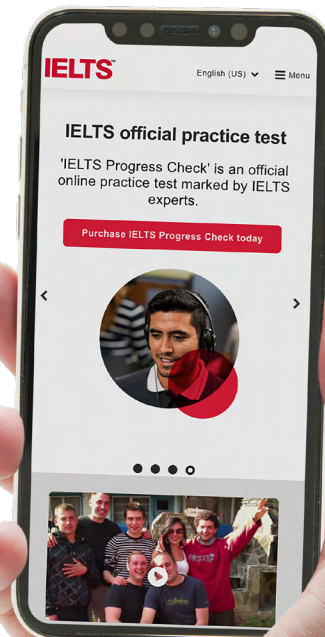 IELTS™
English (US)
Menu
IELTS official practice test
'IELTS Progress Check' is an official
online practice test marked by IELTS
experts.
Purchase IELTS Progress Check today